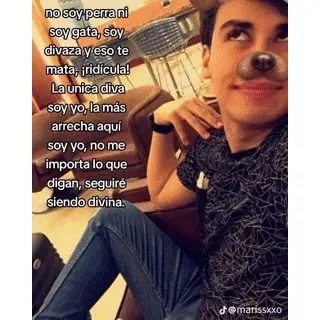 no soy perra ni
soy gata, soy
divaza y eso te
mata, ¡ridícula!
La unica diva
soy yo, la más
arrecha aquí
soy yo, no me
importa lo que
digan, seguiré
siendo divina.
@marissxxo